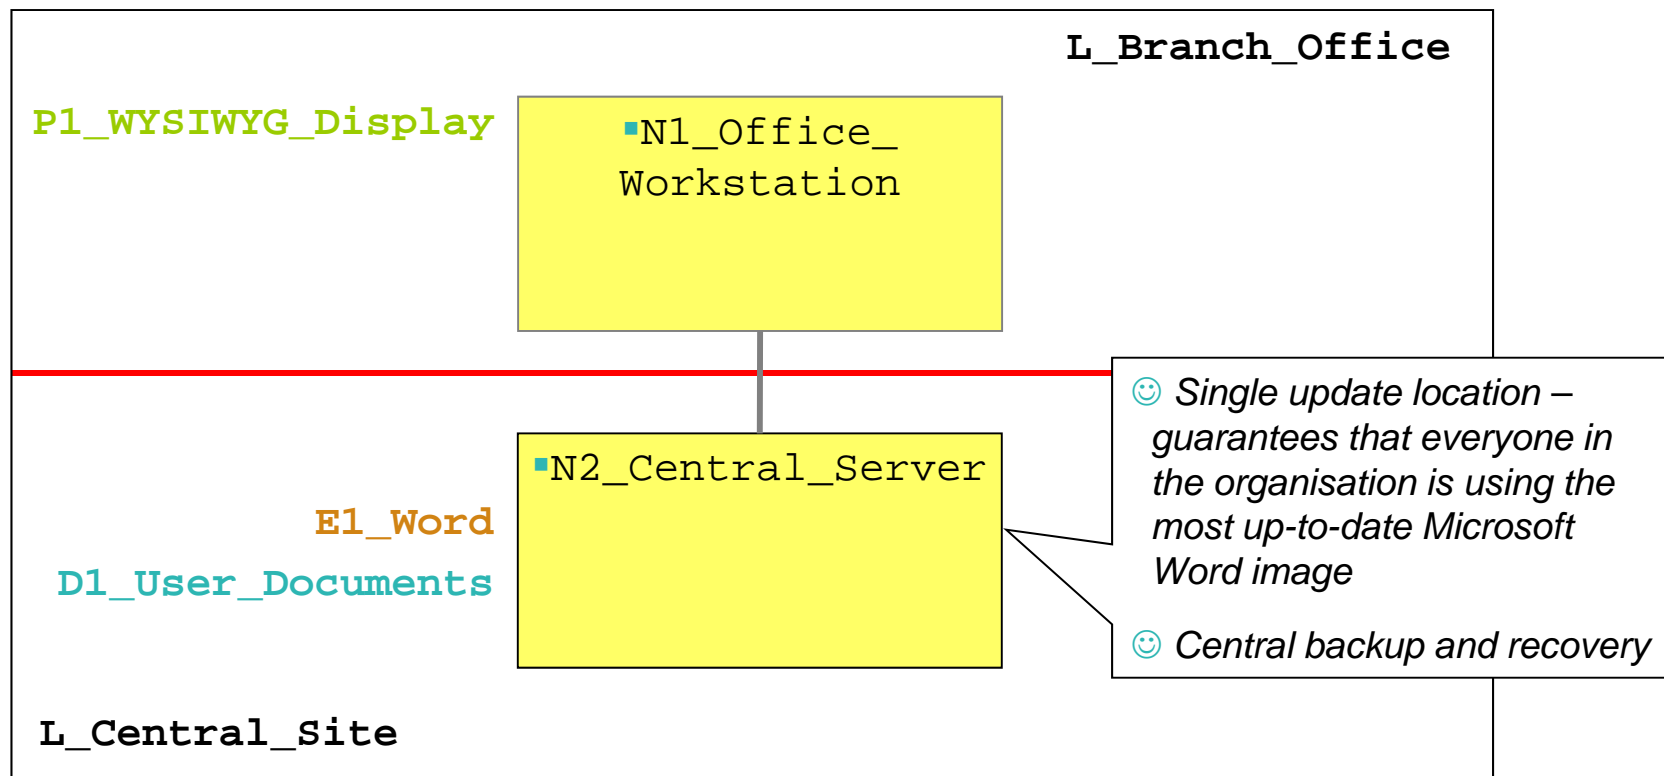 L_Branch_Office
P1_WYSIWYG_Display
▪N1_Office_
Workstation
☺ Single update location –
guarantees that everyone in
the organisation is using the
most up-to-date Microsoft
Word image
☺ Central backup and recovery
▪N2_Central_Server
E1_Word
D1_User_Documents
L_Central_Site